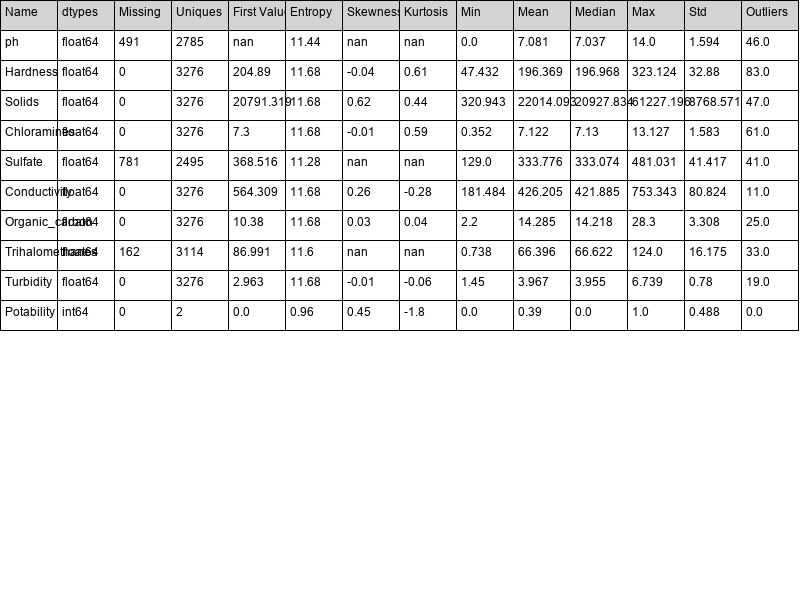 Name dtypes Missing Uniques First Valu Entropy Skewness Kurtosis Min Mean Median Max Std Outliers
ph float64 491 2785 nan 11.44 nan nan 0.0 7.081 7.037 14.0 1.594 46.0
Hardness float64 0 3276 204.89 11.68 -0.04 0.61 47.432 196.369 196.968 323.124 32.88 83.0
Solids float64 0 3276 20791.319 11.68 0.62 0.44 320.943 22014.093 20927.834 61227.196 8768.571 47.0
Chloramines float64 0 3276 7.3 11.68 -0.01 0.59 0.352 7.122 7.13 13.127 1.583 61.0
Sulfate float64 781 2495 368.516 11.28 nan nan 129.0 333.776 333.074 481.031 41.417 41.0
Conductivity float64 0 3276 564.309 11.68 0.26 -0.28 181.484 426.205 421.885 753.343 80.824 11.0
Organic_carbon float64 0 3276 10.38 11.68 0.03 0.04 2.2 14.285 14.218 28.3 3.308 25.0
Trihalomethanes float64 162 3114 86.991 11.6 nan nan 0.738 66.396 66.622 124.0 16.175 33.0
Turbidity float64 0 3276 2.963 11.68 -0.01 -0.06 1.45 3.967 3.955 6.739 0.78 19.0
Potability int64 0 2 0.0 0.96 0.45 -1.8 0.0 0.39 0.0 1.0 0.488 0.0